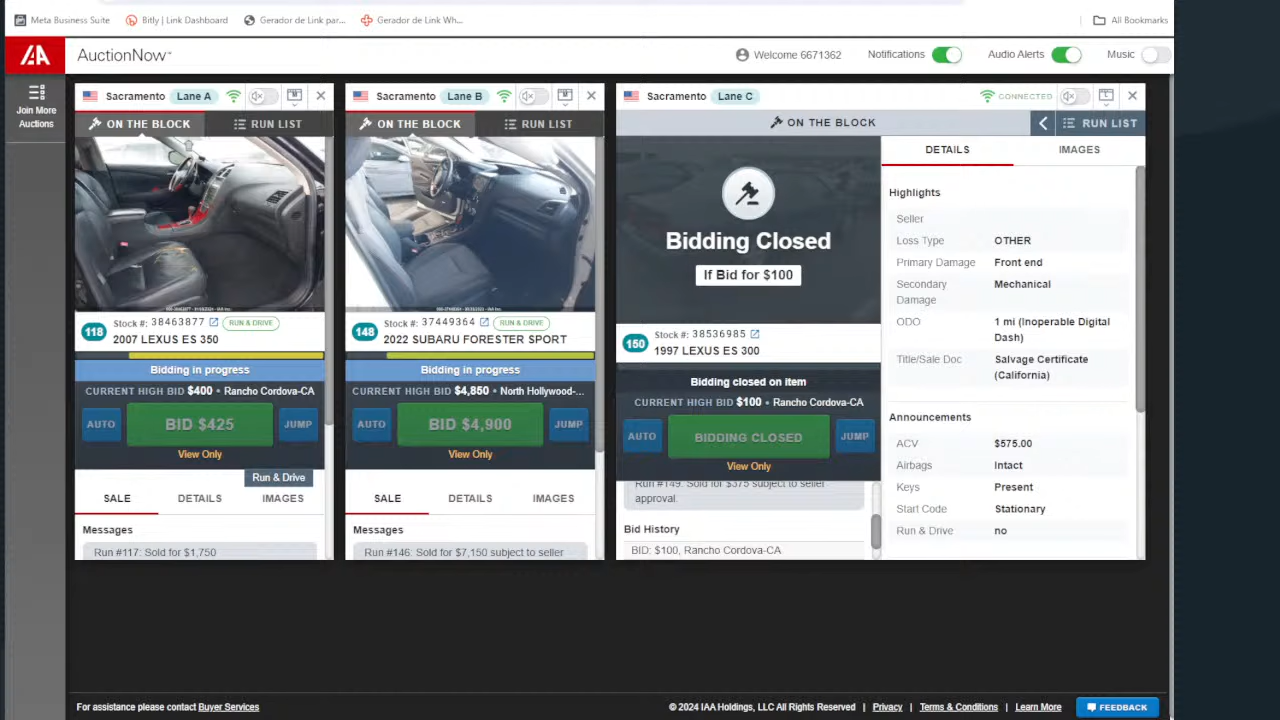 Meta Business Suite
Bitly | Link Dashboard
Gerador de Link par...
Gerador de Link Wh...
All Bookmarks
IAA
AuctionNow
Welcome 6671362
Notifications
Audio Alerts
Music
Join More
Auctions
Sacramento Lane A
ON THE BLOCK
RUN LIST
118
Stock #: 38463877
RUN & DRIVE
2007 LEXUS ES 350
Bidding in progress
CURRENT HIGH BID $400 • Rancho Cordova-CA
AUTO
BID $425
JUMP
View Only
Run & Drive
SALE
DETAILS
IMAGES
Messages
Run #117: Sold for $1,750
Sacramento Lane B
ON THE BLOCK
RUN LIST
148
Stock #: 37449364
RUN & DRIVE
2022 SUBARU FORESTER SPORT
Bidding in progress
CURRENT HIGH BID $4,850 • North Hollywood-...
AUTO
BID $4,900
JUMP
View Only
SALE
DETAILS
IMAGES
Messages
Run #146: Sold for $7,150 subject to seller
Sacramento Lane C
CONNECTED
ON THE BLOCK
RUN LIST
Bidding Closed
If Bid for $100
150
Stock #: 38536985
1997 LEXUS ES 300
Bidding closed on item
CURRENT HIGH BID $100 • Rancho Cordova-CA
AUTO
BIDDING CLOSED
JUMP
View Only
Run #149: Sold for $375 subject to seller
approval.
Bid History
BID: $100, Rancho Cordova-CA
DETAILS
IMAGES
Highlights
Seller
Loss Type OTHER
Primary Damage Front end
Secondary Damage Mechanical
ODO 1 mi (Inoperable Digital
Dash)
Title/Sale Doc Salvage Certificate
(California)
Announcements
ACV $575.00
Airbags Intact
Keys Present
Start Code Stationary
Run & Drive no
For assistance please contact Buyer Services
© 2024 IAA Holdings, LLC All Rights Reserved | Privacy | Terms & Conditions | Learn More
FEEDBACK